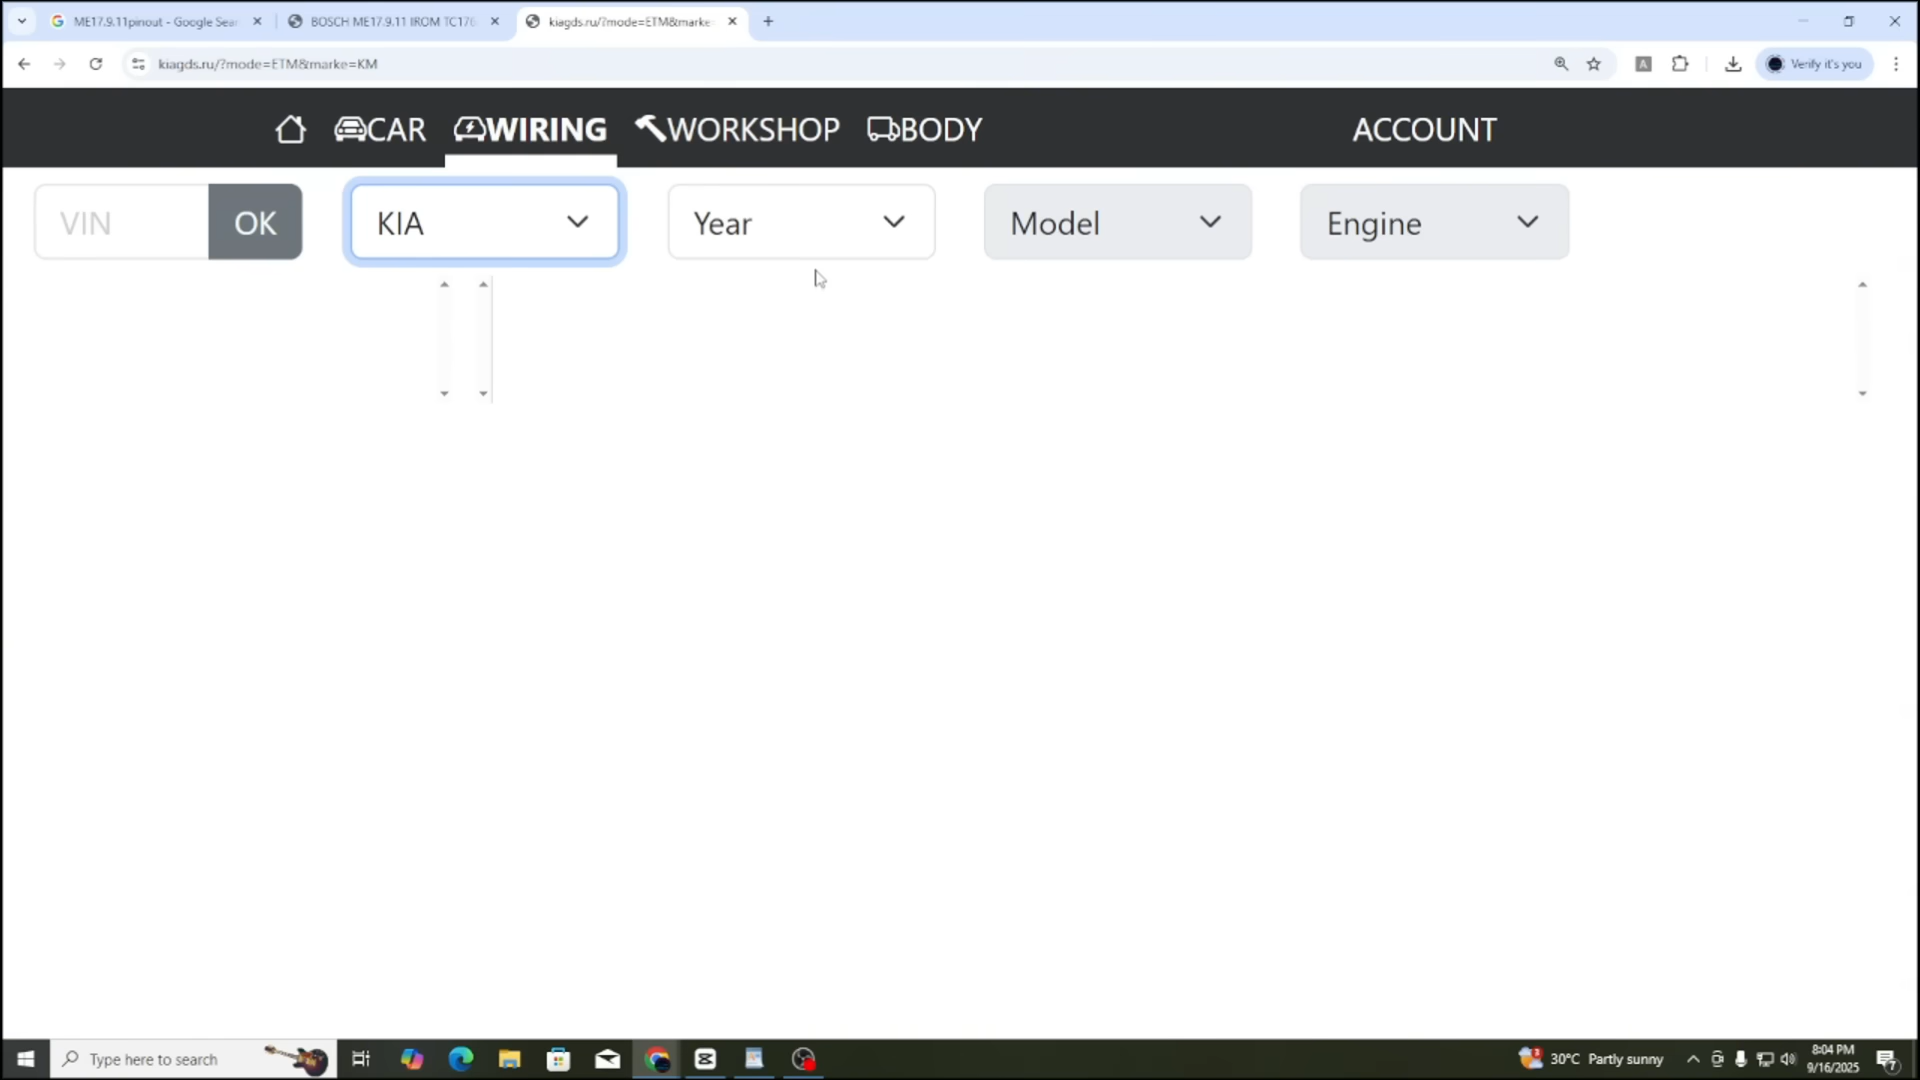 ME17.9.11pinout - Google Sear
BOSCH ME17.9.11 IROM TC176
kiagds.ru/?mode=ETM&marke
kiagds.ru/?mode=ETM&marke=KM
A
Verify it's you
CAR
WIRING
WORKSHOP
BODY
ACCOUNT
VIN
OK
KIA
Year
Model
Engine
Type here to search
30°C Partly sunny
8:04 PM
9/16/2025
7